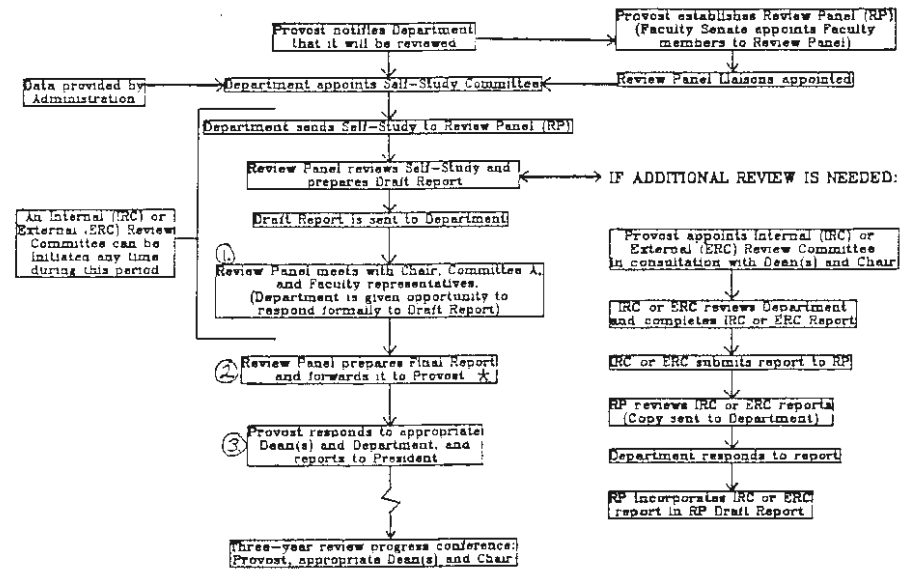 Provost notifies Department
that it will be reviewed
Provost establishes Review Panel (RP)
(Faculty Senate appoints Faculty
members to Review Panel)
Review Panel Liaisons appointed
Data provided by
Administration
Department appoints Self-Study Committee
Department sends Self-Study to Review Panel (RP)
Review Panel reviews Self-Study and
prepares Draft Report
IF ADDITIONAL REVIEW IS NEEDED:
Draft Report is sent to Department
An Internal (IRC) or
External (ERC) Review
Committee can be
initiated any time
during this period
1.
Review Panel meets with Chair, Committee A,
and Faculty representatives.
(Department is given opportunity to
respond formally to Draft Report)
2
Review Panel prepares Final Report
and forwards it to Provost *
3
Provost responds to appropriate
Dean(s) and Department, and
reports to President
Three-year review progress conference:
Provost, appropriate Dean(s) and Chair
Provost appoints Internal (IRC) or
External (ERC) Review Committee
in consultation with Dean(s) and Chair
IRC or ERC reviews Department
and completes IRC or ERC Report
IRC or ERC submits report to RP
RP reviews IRC or ERC reports
(Copy sent to Department)
Department responds to report
RP incorporates IRC or ERC
report in RP Draft Report